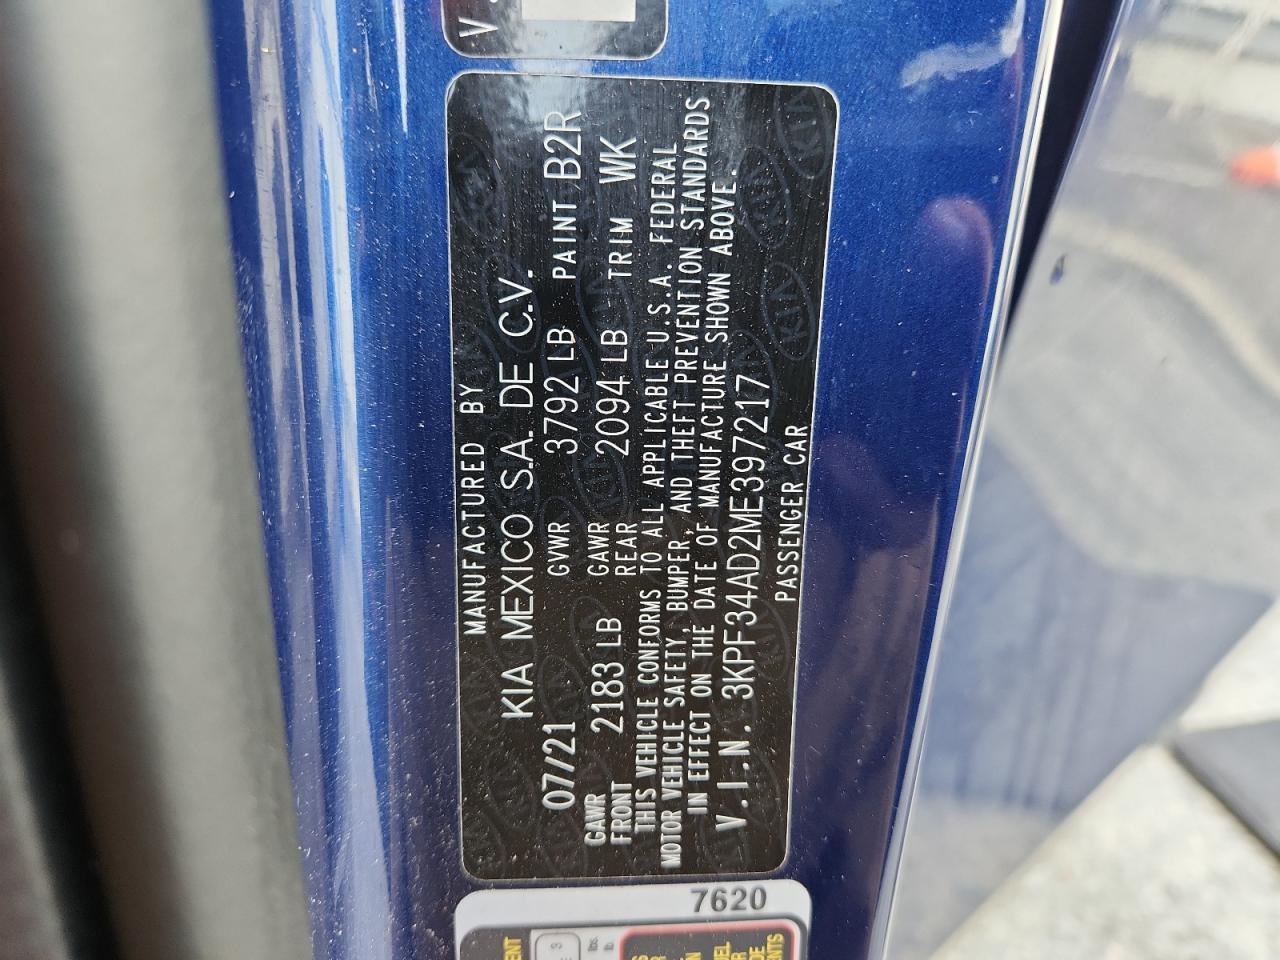 V.
MANUFACTURED BY
KIA MEXICO S.A. DE C.V.
07/21 GVWR 3792 LB PAINT B2R
GAWR FRONT 2183 LB GAWR REAR 2094 LB TRIM WK
THIS VEHICLE CONFORMS TO ALL APPLICABLE U.S.A. FEDERAL
MOTOR VEHICLE SAFETY, BUMPER, AND THEFT PREVENTION STANDARDS
IN EFFECT ON THE DATE OF MANUFACTURE SHOWN ABOVE.
V.I.N. 3KPF34AD2ME397217
PASSENGER CAR
7620